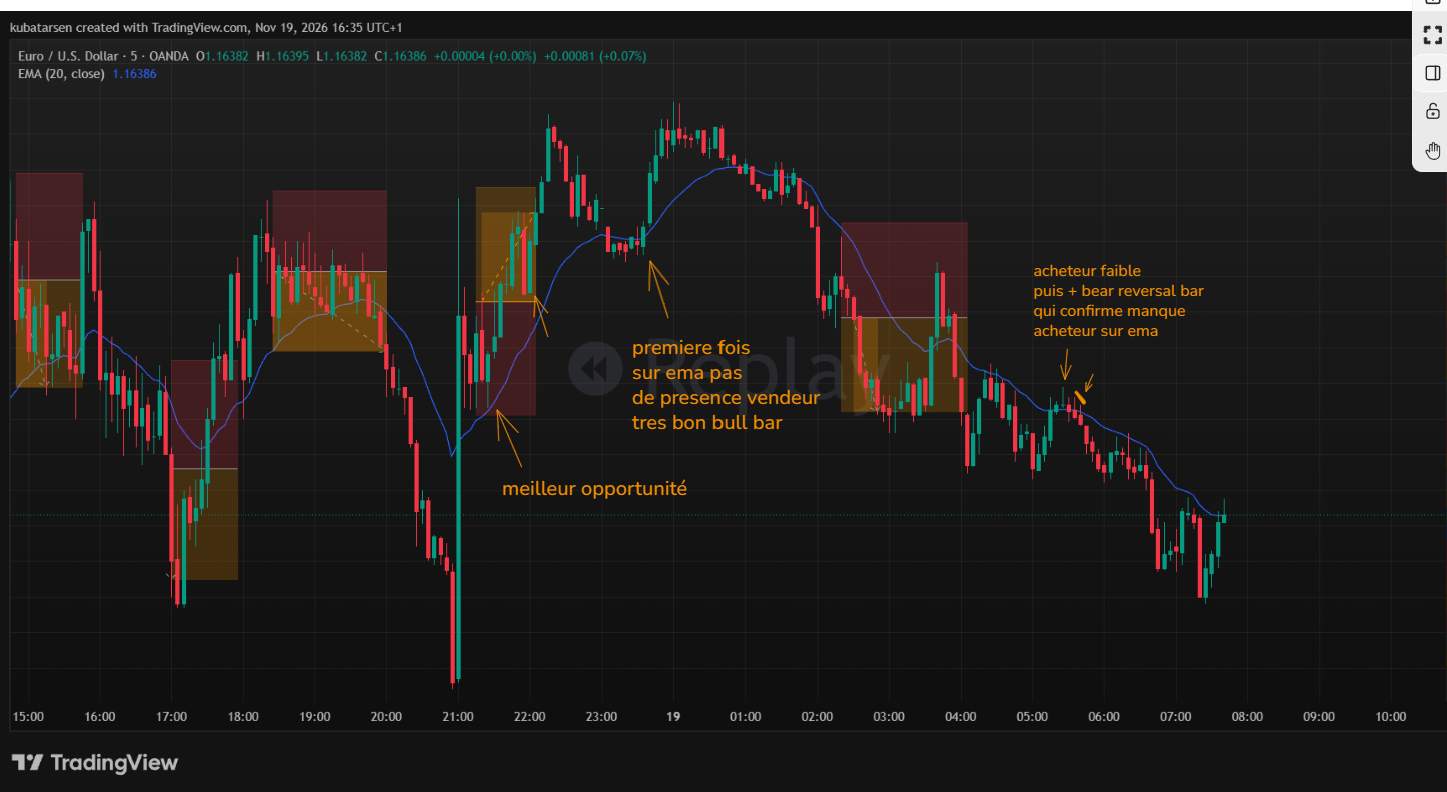 kubatarsen created with TradingView.com, Nov 19, 2026 16:35 UTC+1
Euro / U.S. Dollar · 5 · OANDA O1.16382 H1.16395 L1.16382 C1.16386 +0.00004 (+0.00%) +0.00081 (+0.07%)
EMA (20, close) 1.16386
acheteur faible
puis + bear reversal bar
qui confirme manque
acheteur sur ema
Replay
premiere fois
sur ema pas
de presence vendeur
tres bon bull bar
meilleur opportunité
15:00 16:00 17:00 18:00 19:00 20:00 21:00 22:00 23:00 19 01:00 02:00 03:00 04:00 05:00 06:00 07:00 08:00 09:00 10:00
TradingView